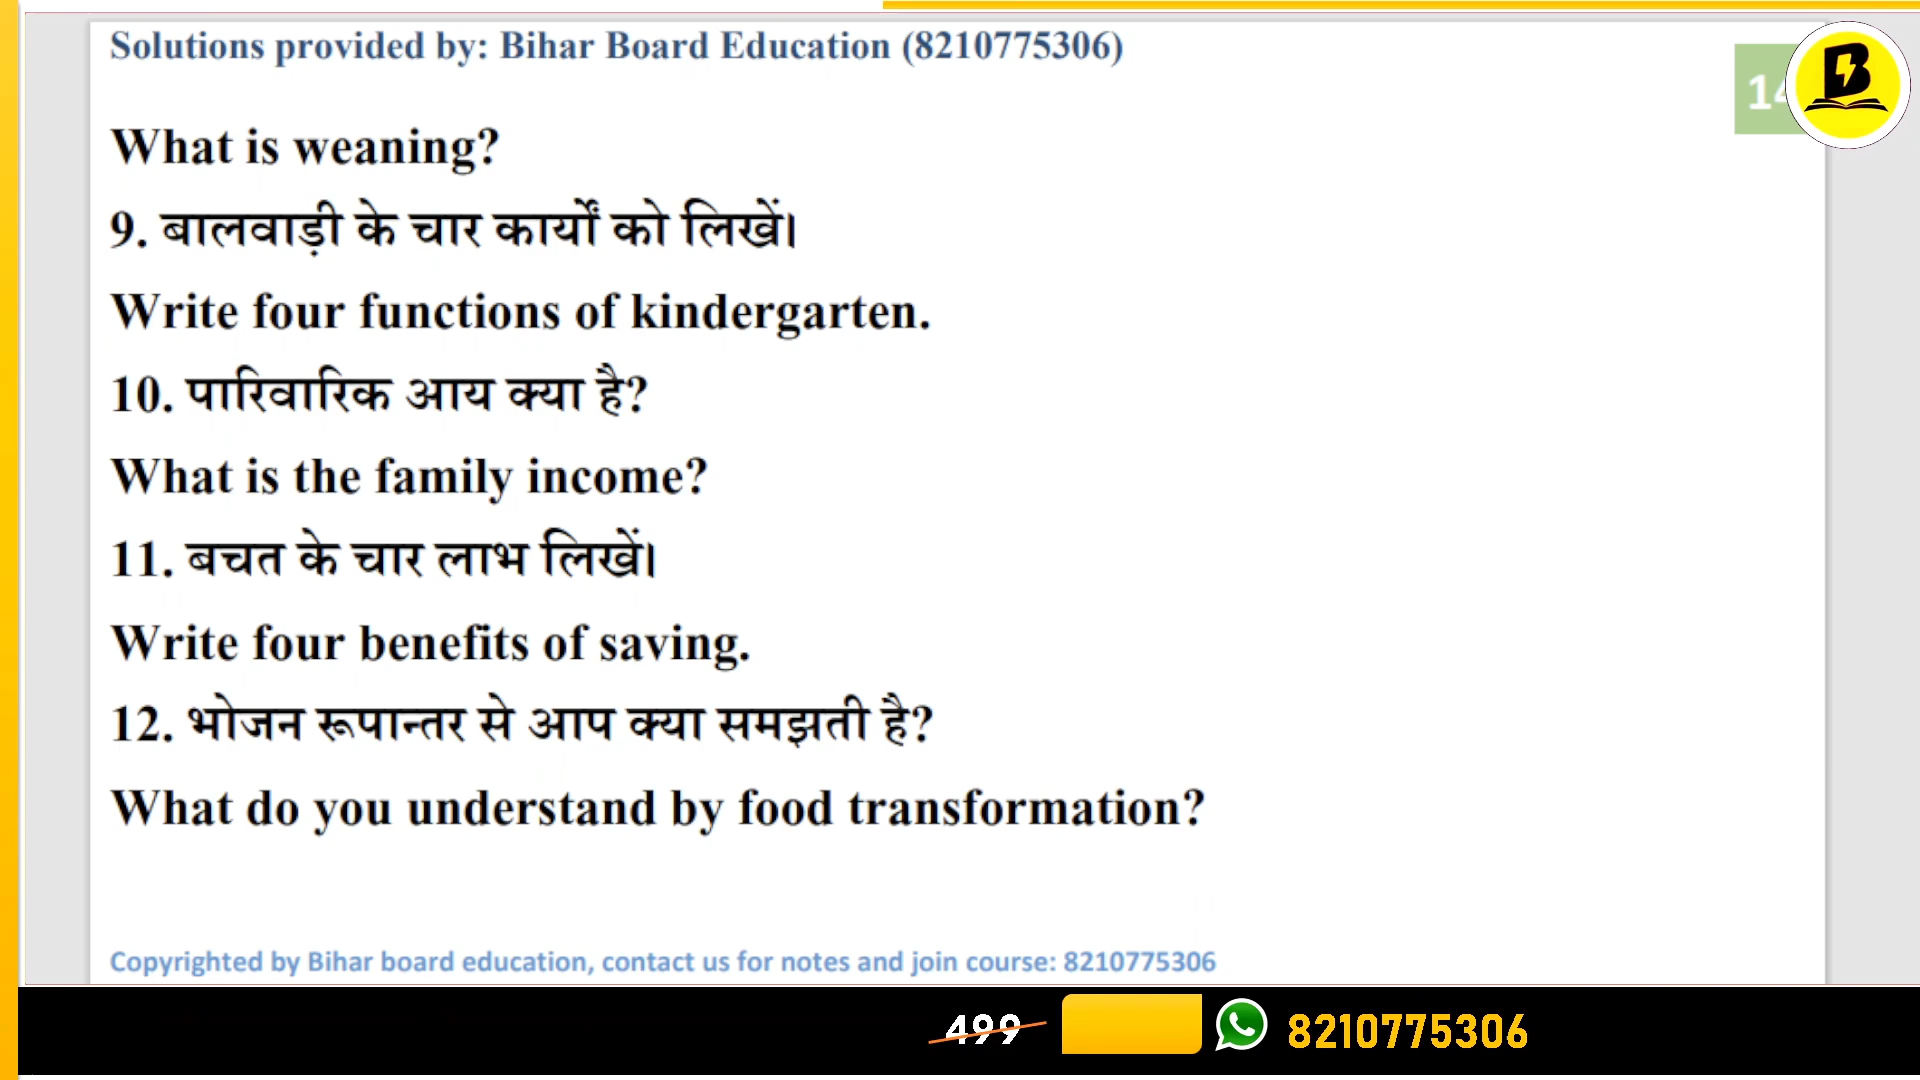 Solutions provided by: Bihar Board Education (8210775306)
What is weaning?
9. बालवाड़ी के चार कार्यों को लिखें।
Write four functions of kindergarten.
10. पारिवारिक आय क्या है?
What is the family income?
11. बचत के चार लाभ लिखें।
Write four benefits of saving.
12. भोजन रूपान्तर से आप क्या समझती है?
What do you understand by food transformation?
Copyrighted by Bihar board education, contact us for notes and join course: 8210775306
499 8210775306